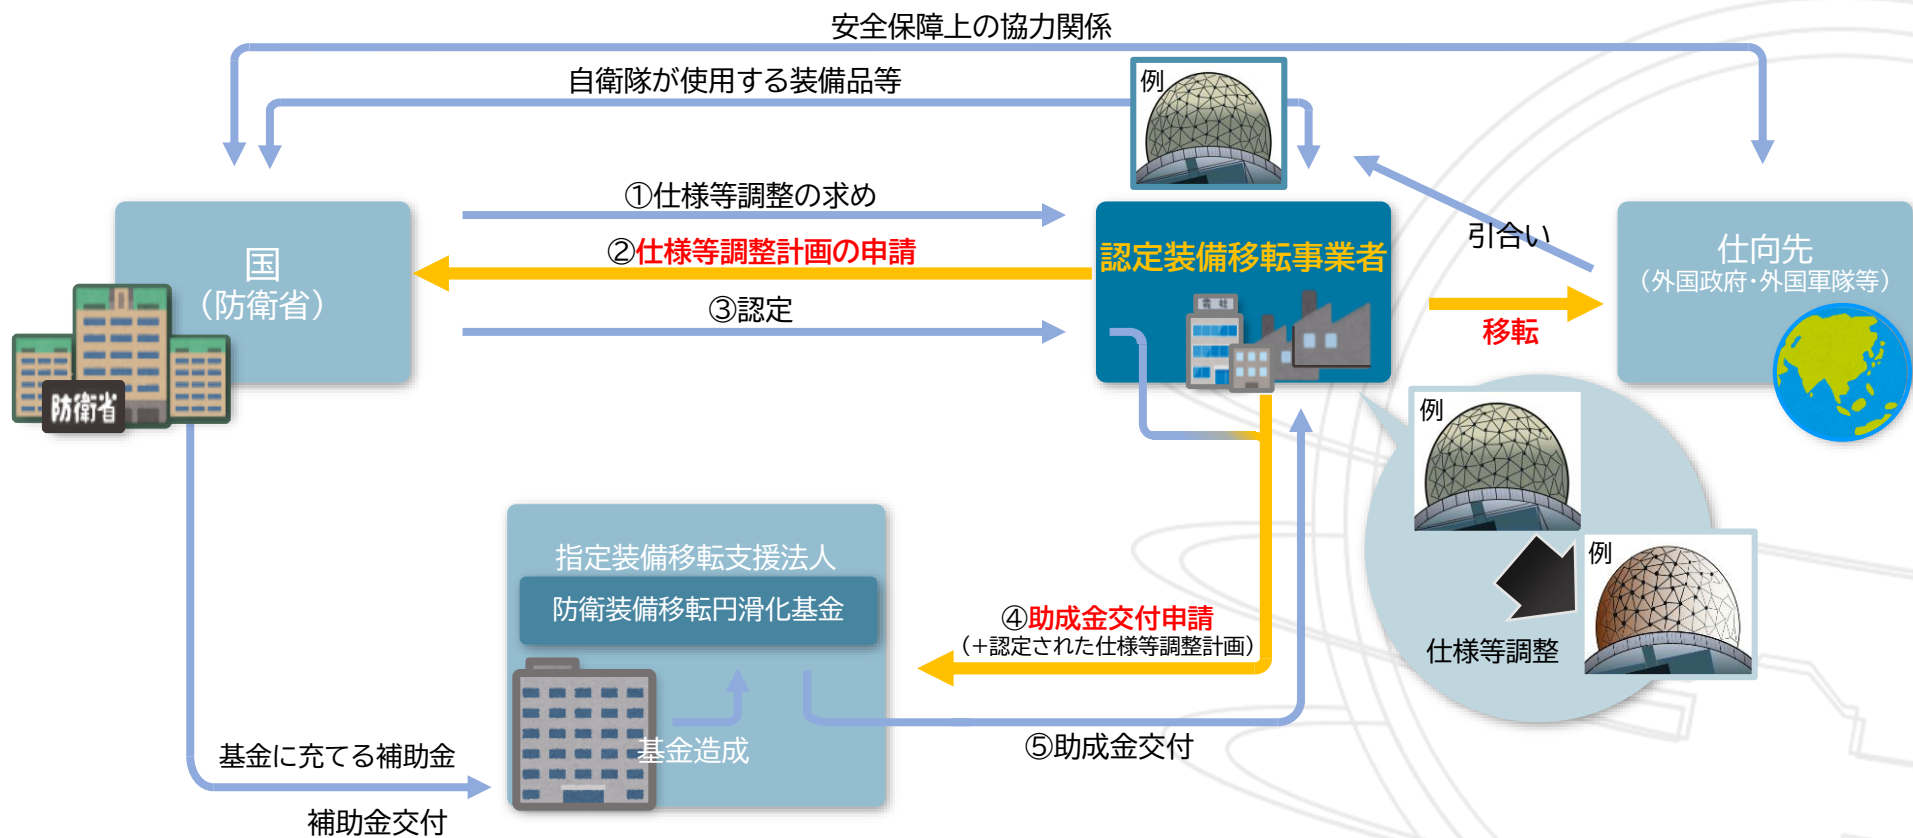 安全保障上の協力関係
自衛隊が使用する装備品等
例
①仕様等調整の求め
②仕様等調整計画の申請
③認定
国
（防衛省）
防衛省
認定装備移転事業者
会社
引合い
移転
仕向先
（外国政府・外国軍隊等）
例
例
仕様等調整
指定装備移転支援法人
防衛装備移転円滑化基金
基金造成
④助成金交付申請
（＋認定された仕様等調整計画）
⑤助成金交付
基金に充てる補助金
補助金交付